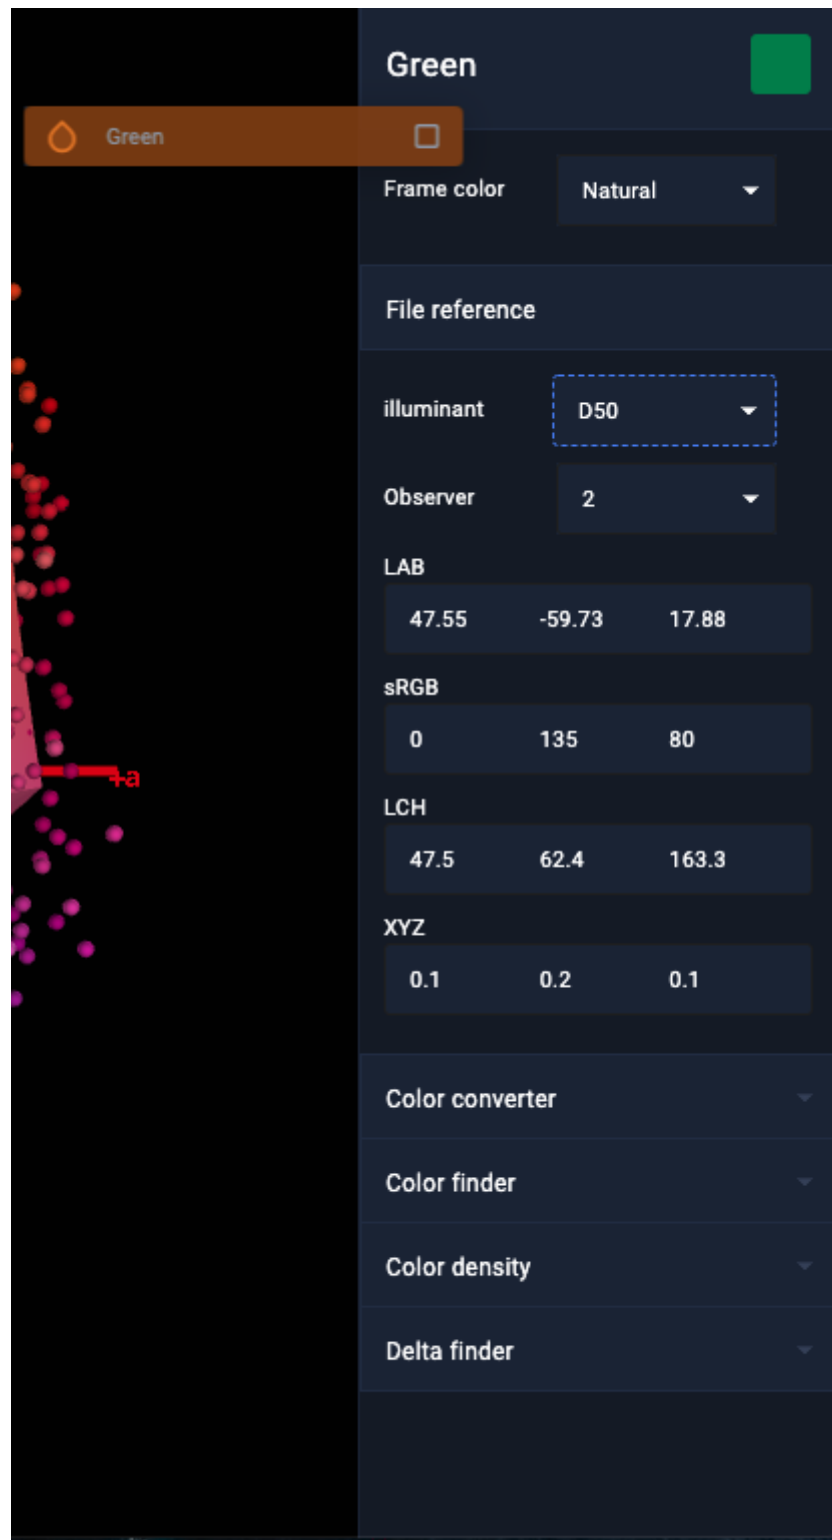 Green
Green
Frame color Natural
File reference
illuminant D50
Observer 2
LAB
47.55 -59.73 17.88
sRGB
0 135 80
+a
LCH
47.5 62.4 163.3
XYZ
0.1 0.2 0.1
Color converter
Color finder
Color density
Delta finder